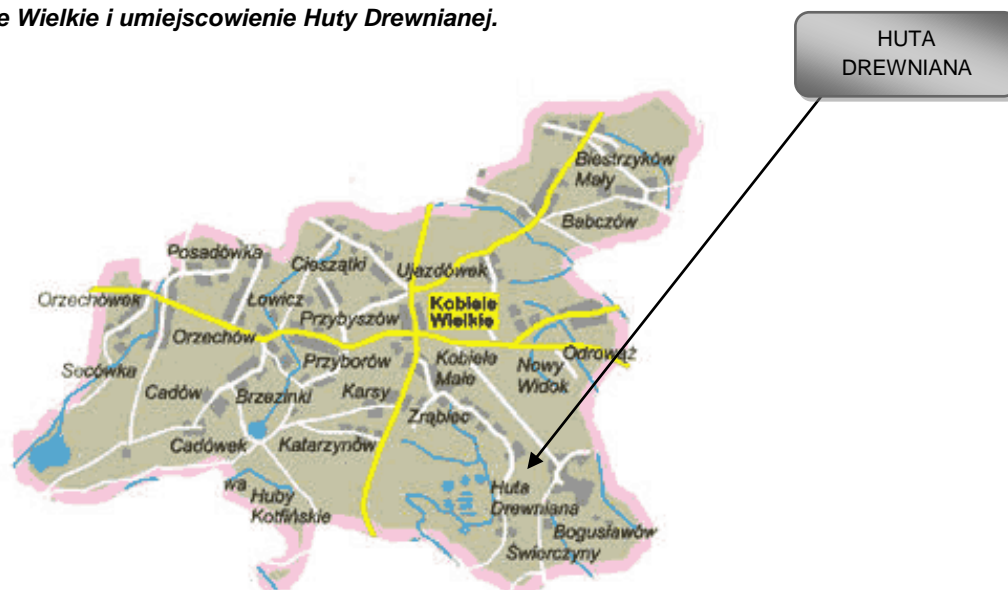 e Wielkie i umiejscowienie Huty Drewnianej.
HUTA
DREWNIANA
Biestrzyków
Mały
Babczów
Posadówka
Cieszątki
Ujazdówek
Orzechówek
Łowicz
Kobiele
Wielkie
Przybyszów
Orzechów
Odrowąż
Przyborów
Kobiele
Małe
Nowy
Widok
Secówka
Cadów
Brzezinki
Karsy
Zrąbiec
Cadówek
Katarzynów
wa
Huby
Kotfińskie
Huta
Drewniana
Bogusławów
Świerczyny